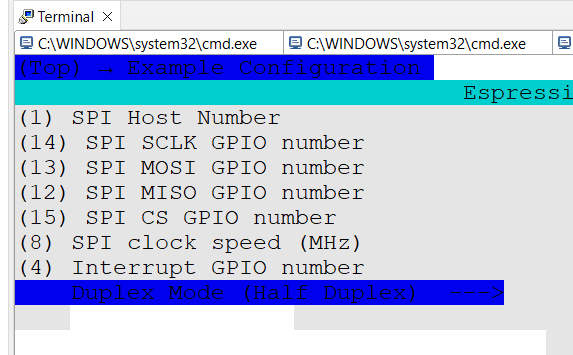 Terminal
C:\WINDOWS\system32\cmd.exe C:\WINDOWS\system32\cmd.exe
(Top) → Example Configuration
Espressi
(1) SPI Host Number
(14) SPI SCLK GPIO number
(13) SPI MOSI GPIO number
(12) SPI MISO GPIO number
(15) SPI CS GPIO number
(8) SPI clock speed (MHz)
(4) Interrupt GPIO number
Duplex Mode (Half Duplex) --->